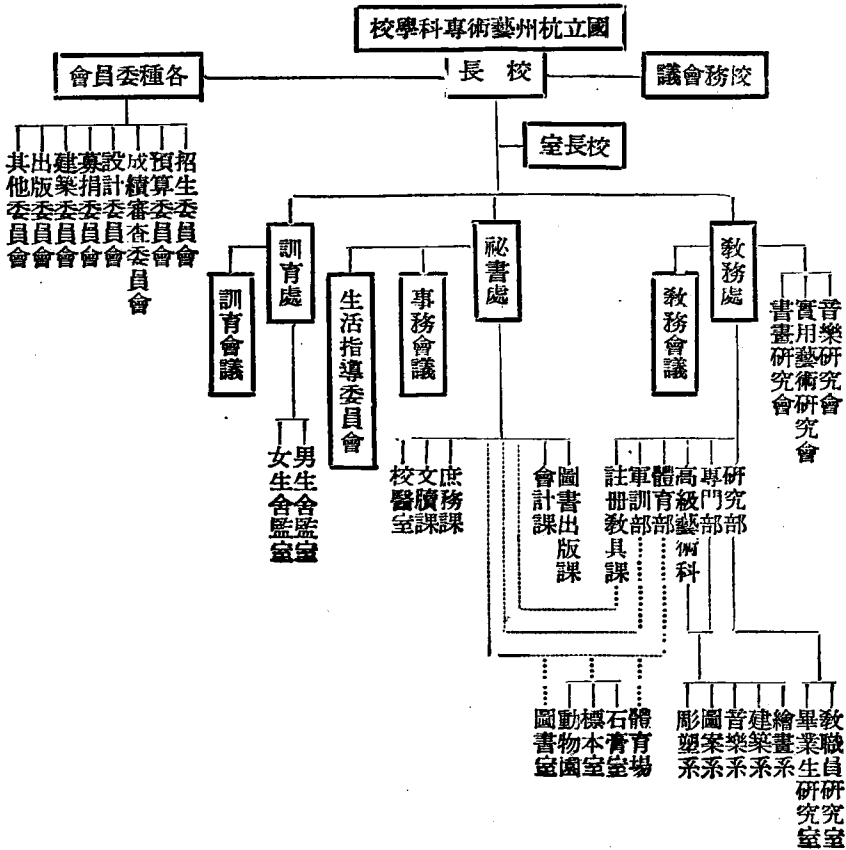 國立杭州藝術專科學校
校長
校務會議
各種委員會
校長室
招生委員會
預算委員會
成績審查委員會
設計委員會
募捐委員會
建築委員會
出版委員會
其他委員會
教務處
祕書處
訓育處
音樂研究會
實用藝術研究會
書畫研究會
教務會議
事務會議
生活指導委員會
訓育會議
研究部
專門部
高級藝術科
體育部
軍訓部
註册教具課
圖書出版課
會計課
庶務課
文牘課
校醫室
男生舍監室
女生舍監室
教職員研究室
畢業生研究室
繪畫系
建築系
音樂系
圖案系
彫塑系
體育場
石膏室
標本室
動物園
圖書室